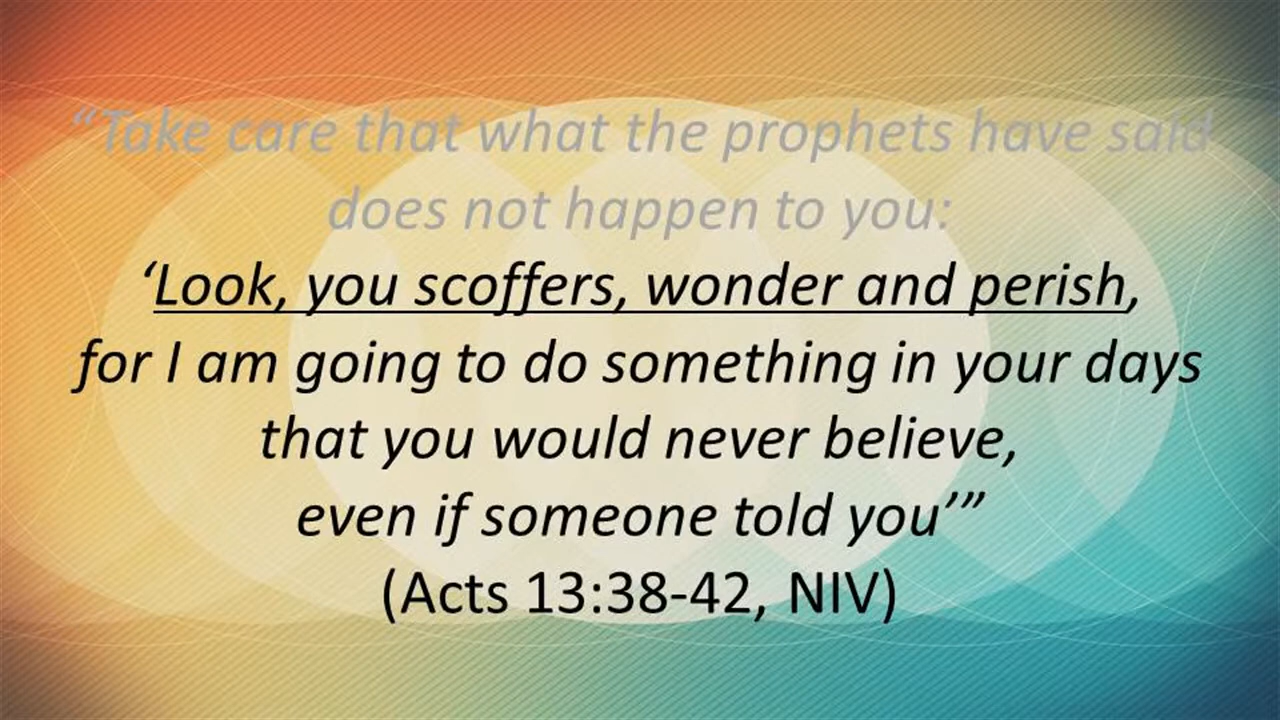 “Take care that what the prophets have said
does not happen to you:
‘Look, you scoffers, wonder and perish,
for I am going to do something in your days
that you would never believe,
even if someone told you’”
(Acts 13:38-42, NIV)